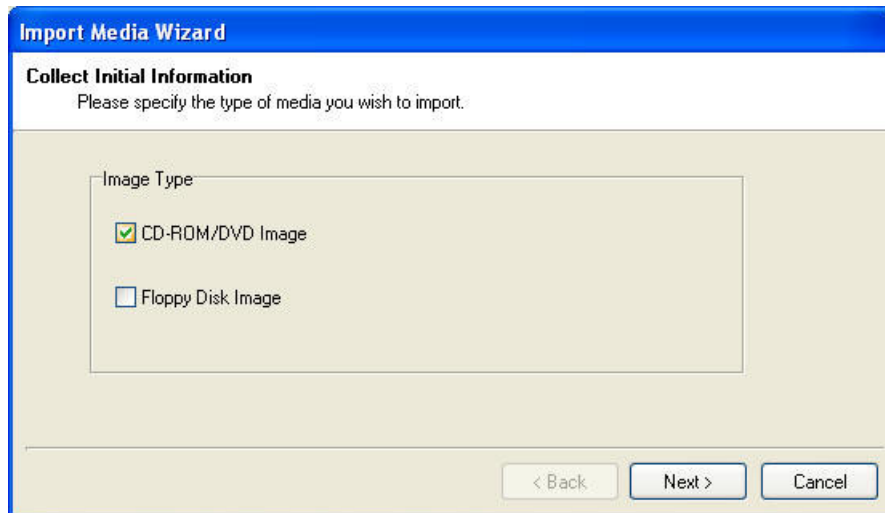 Import Media Wizard
Collect Initial Information
Please specify the type of media you wish to import.
Image Type
CD-ROM/DVD Image
Floppy Disk Image
< Back Next > Cancel